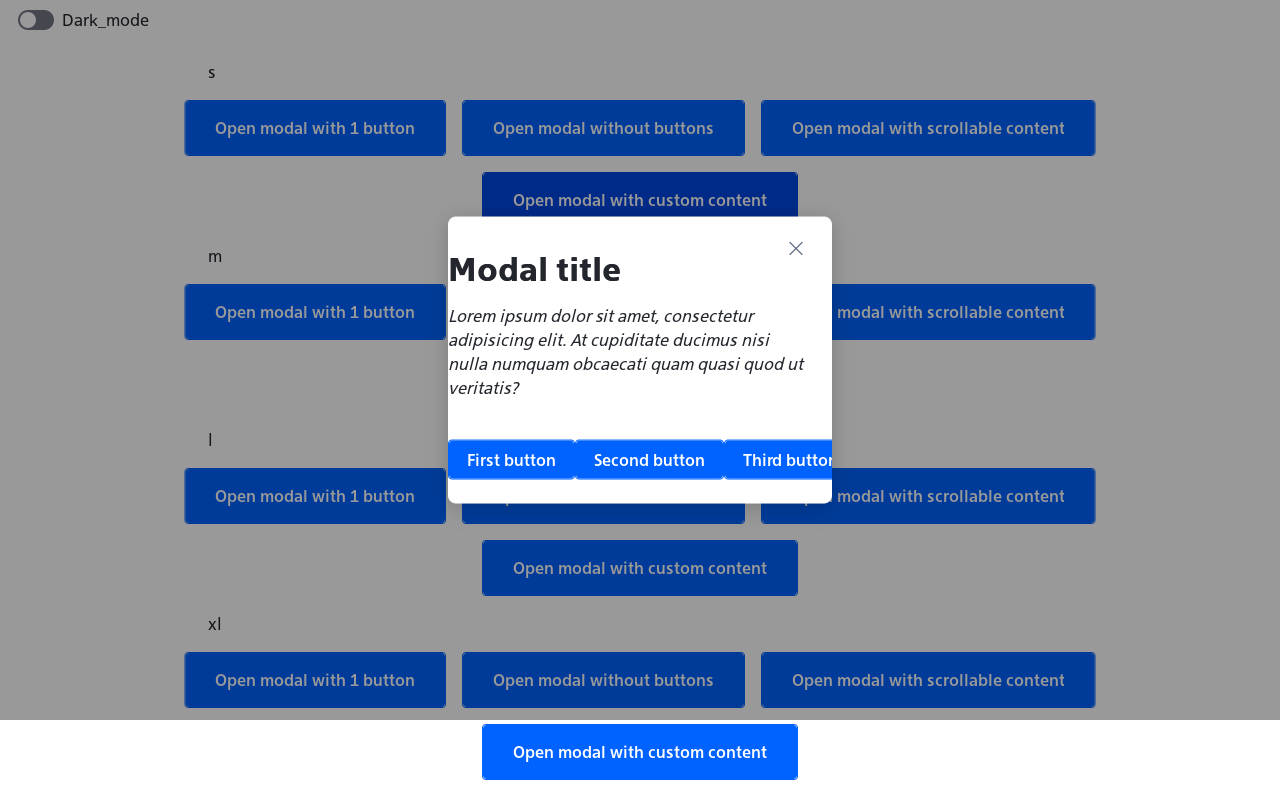 Dark_mode
s
Open modal with 1 button
Open modal without buttons
Open modal with scrollable content
Open modal with custom content
m
Open modal with 1 button
modal with scrollable content
Modal title
Lorem ipsum dolor sit amet, consectetur
adipisicing elit. At cupiditate ducimus nisi
nulla numquam obcaecati quam quasi quod ut
veritatis?
First button
Second button
Third button
l
Open modal with 1 button
modal with scrollable content
Open modal with custom content
xl
Open modal with 1 button
Open modal without buttons
Open modal with scrollable content
Open modal with custom content